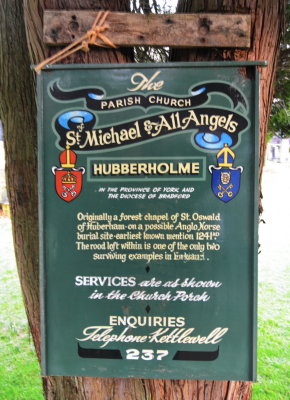 The
PARISH CHURCH
St. Michael & All Angels
HUBBERHOLME
IN THE PROVINCE OF YORK, AND
THE DIOCESE OF BRADFORD
Originally a forest chapel of St. Oswald
of Huberham-on a possible Anglo, Norse
burial site-earliest known mention 1241 AD
The rood loft within is one of the only two
surviving examples in
SERVICES are as shown
in the Church Porch
ENQUIRIES
Telephone Kettlewell
237